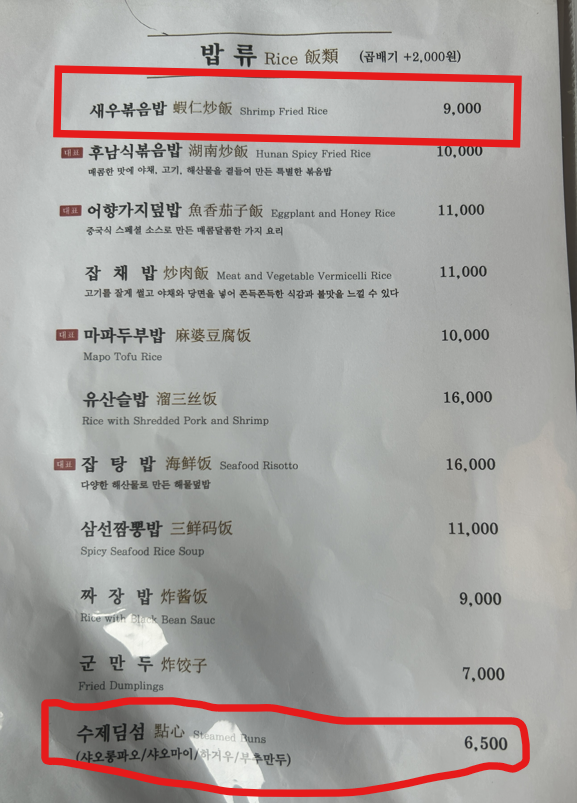 밥 류 Rice 飯類 (곱배기 +2,000원)
새우볶음밥 蝦仁炒飯 Shrimp Fried Rice 9,000
대표 후남식볶음밥 湖南炒飯 Hunan Spicy Fried Rice 10,000
매콤한 맛에 야채, 고기, 해산물을 곁들여 만든 특별한 볶음밥
대표 어향가지덮밥 魚香茄子飯 Eggplant and Honey Rice 11,000
중국식 스페셜 소스로 만든 매콤달콤한 가지 요리
잡 채 밥 炒肉飯 Meat and Vegetable Vermicelli Rice 11,000
고기를 잘게 썰고 야채와 당면을 넣어 쫀득쫀득한 식감과 불맛을 느낄 수 있다
대표 마파두부밥 麻婆豆腐饭 10,000
Mapo Tofu Rice
유산슬밥 溜三丝饭 16,000
Rice with Shredded Pork and Shrimp
대표 잡 탕 밥 海鲜饭 Seafood Risotto 16,000
다양한 해산물로 만든 해물덮밥
삼선짬뽕밥 三鲜码饭 11,000
Spicy Seafood Rice Soup
짜 장 밥 炸酱饭 9,000
Rice with Black Bean Sauc
군 만 두 炸饺子 7,000
Fried Dumplings
수제딤섬 點心 Steamed Buns 6,500
(샤오롱파오/샤오마이/하거우/부추만두)